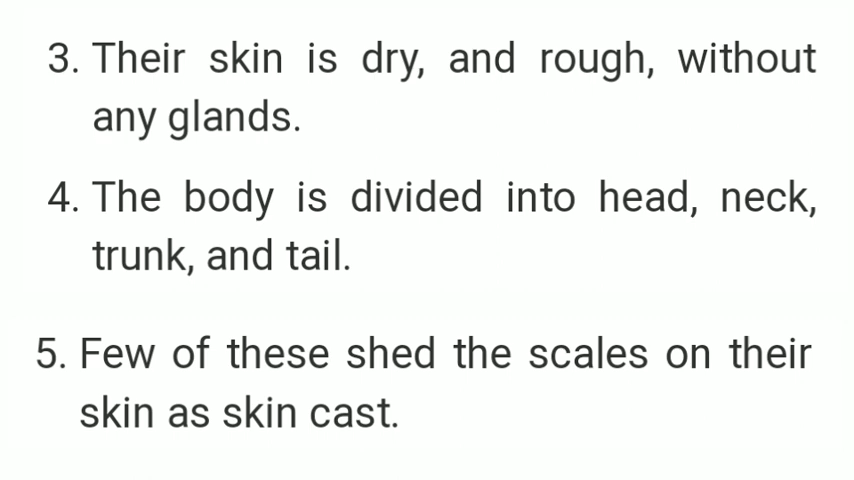 3. Their skin is dry, and rough, without
any glands.
4. The body is divided into head, neck,
trunk, and tail.
5. Few of these shed the scales on their
skin as skin cast.